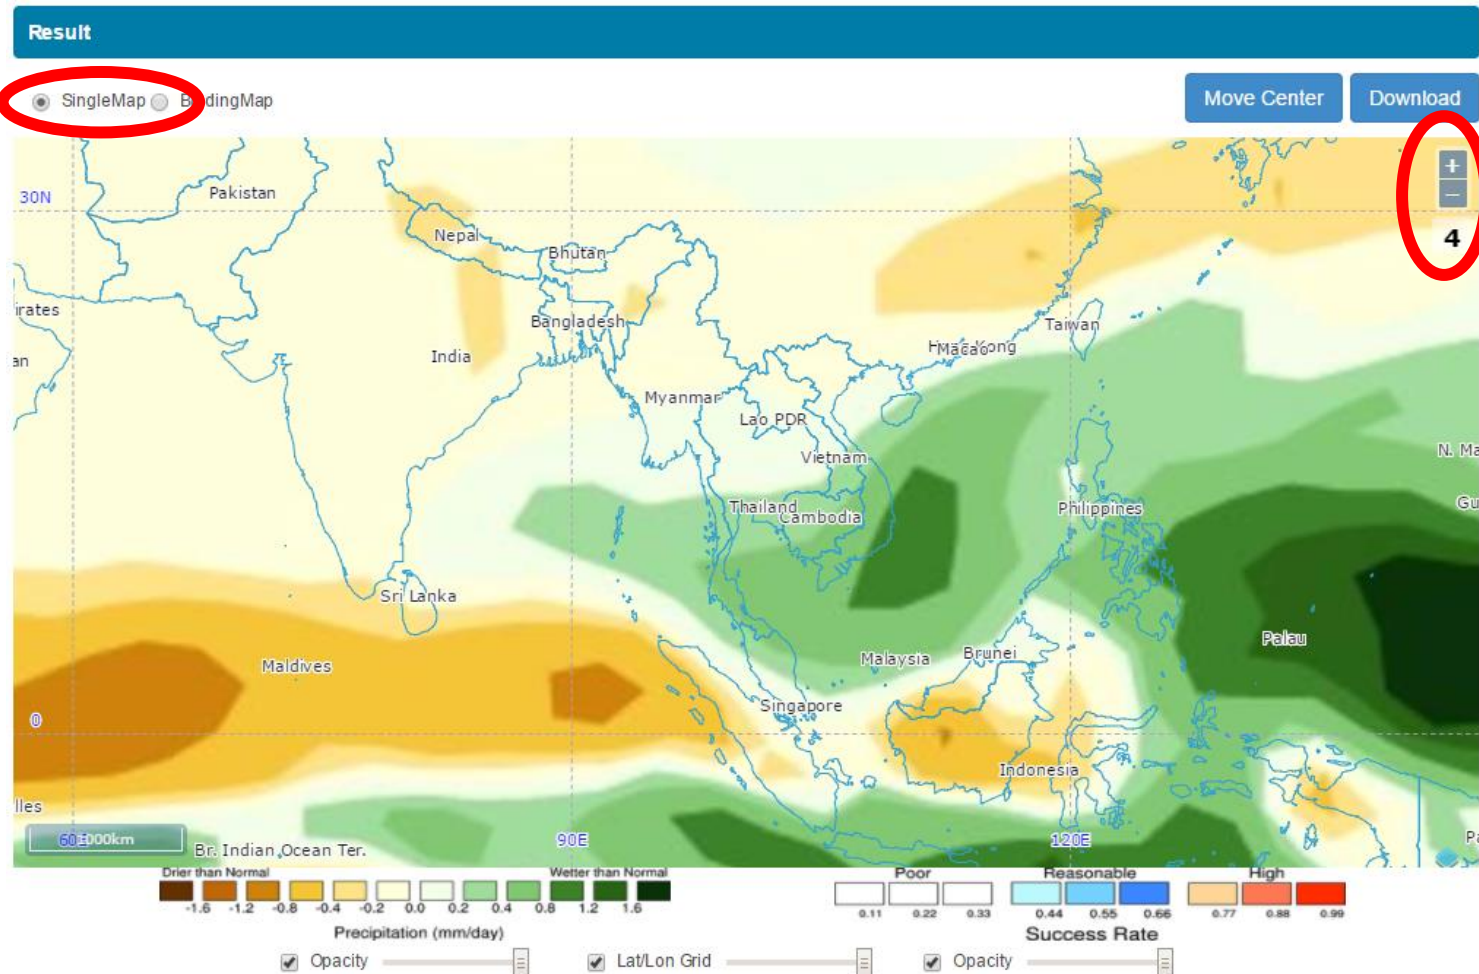 Result
SingleMap
Move Center
Download
+
−
4
30N
Pakistan
Nepal
Bhutan
Bangladesh
irates
an
India
Taiwan
Macao
Myanmar
Lao PDR
Vietnam
N. Ma
Thailand
Cambodia
Philippines
Gu
Sri Lanka
Maldives
Malaysia
Brunei
Palau
0
Singapore
Indonesia
lles
60E
1000km
Br. Indian Ocean Ter.
90E
120E
Pa
Drier than Normal Wetter than Normal
-1.6 -1.2 -0.8 -0.4 -0.2 0.0 0.2 0.4 0.8 1.2 1.6
Precipitation (mm/day)
Poor Reasonable High
0.11 0.22 0.33 0.44 0.55 0.66 0.77 0.88 0.99
Success Rate
Opacity Lat/Lon Grid Opacity